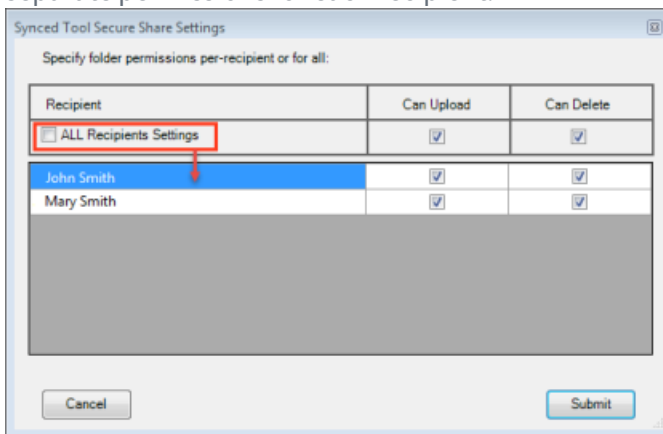 Synced Tool Secure Share Settings
Specify folder permissions per-recipient or for all:
Recipient Can Upload Can Delete
ALL Recipients Settings
John Smith
Mary Smith
Cancel Submit